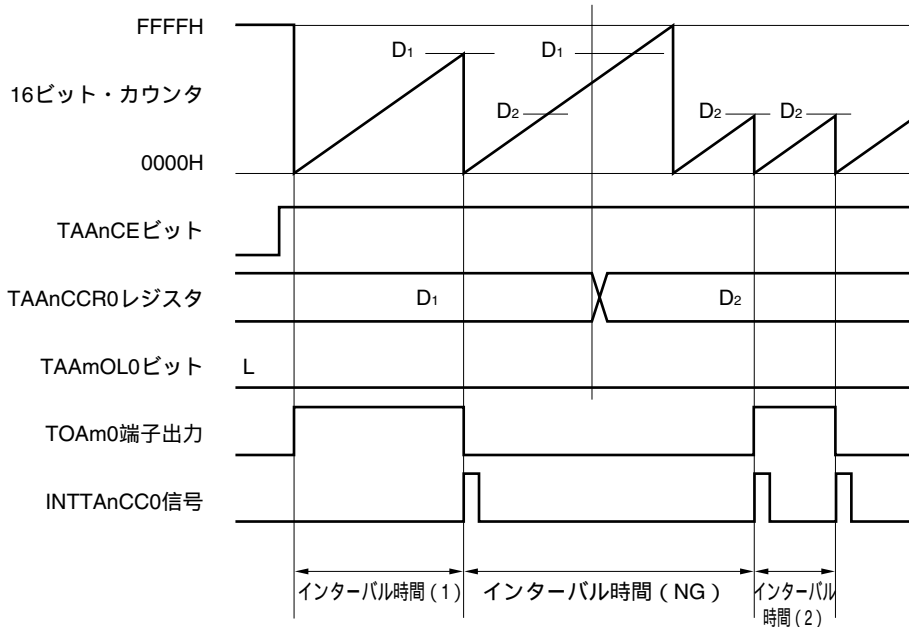 FFFFH
D1
D1
16ビット・カウンタ
D2
D2
D2
0000H
TAAnCEビット
TAAnCCR0レジスタ
D1
D2
TAAmOL0ビット
L
TOAm0端子出力
INTTAnCC0信号
インターバル時間（1）
インターバル時間（NG）
インターバル
時間（2）